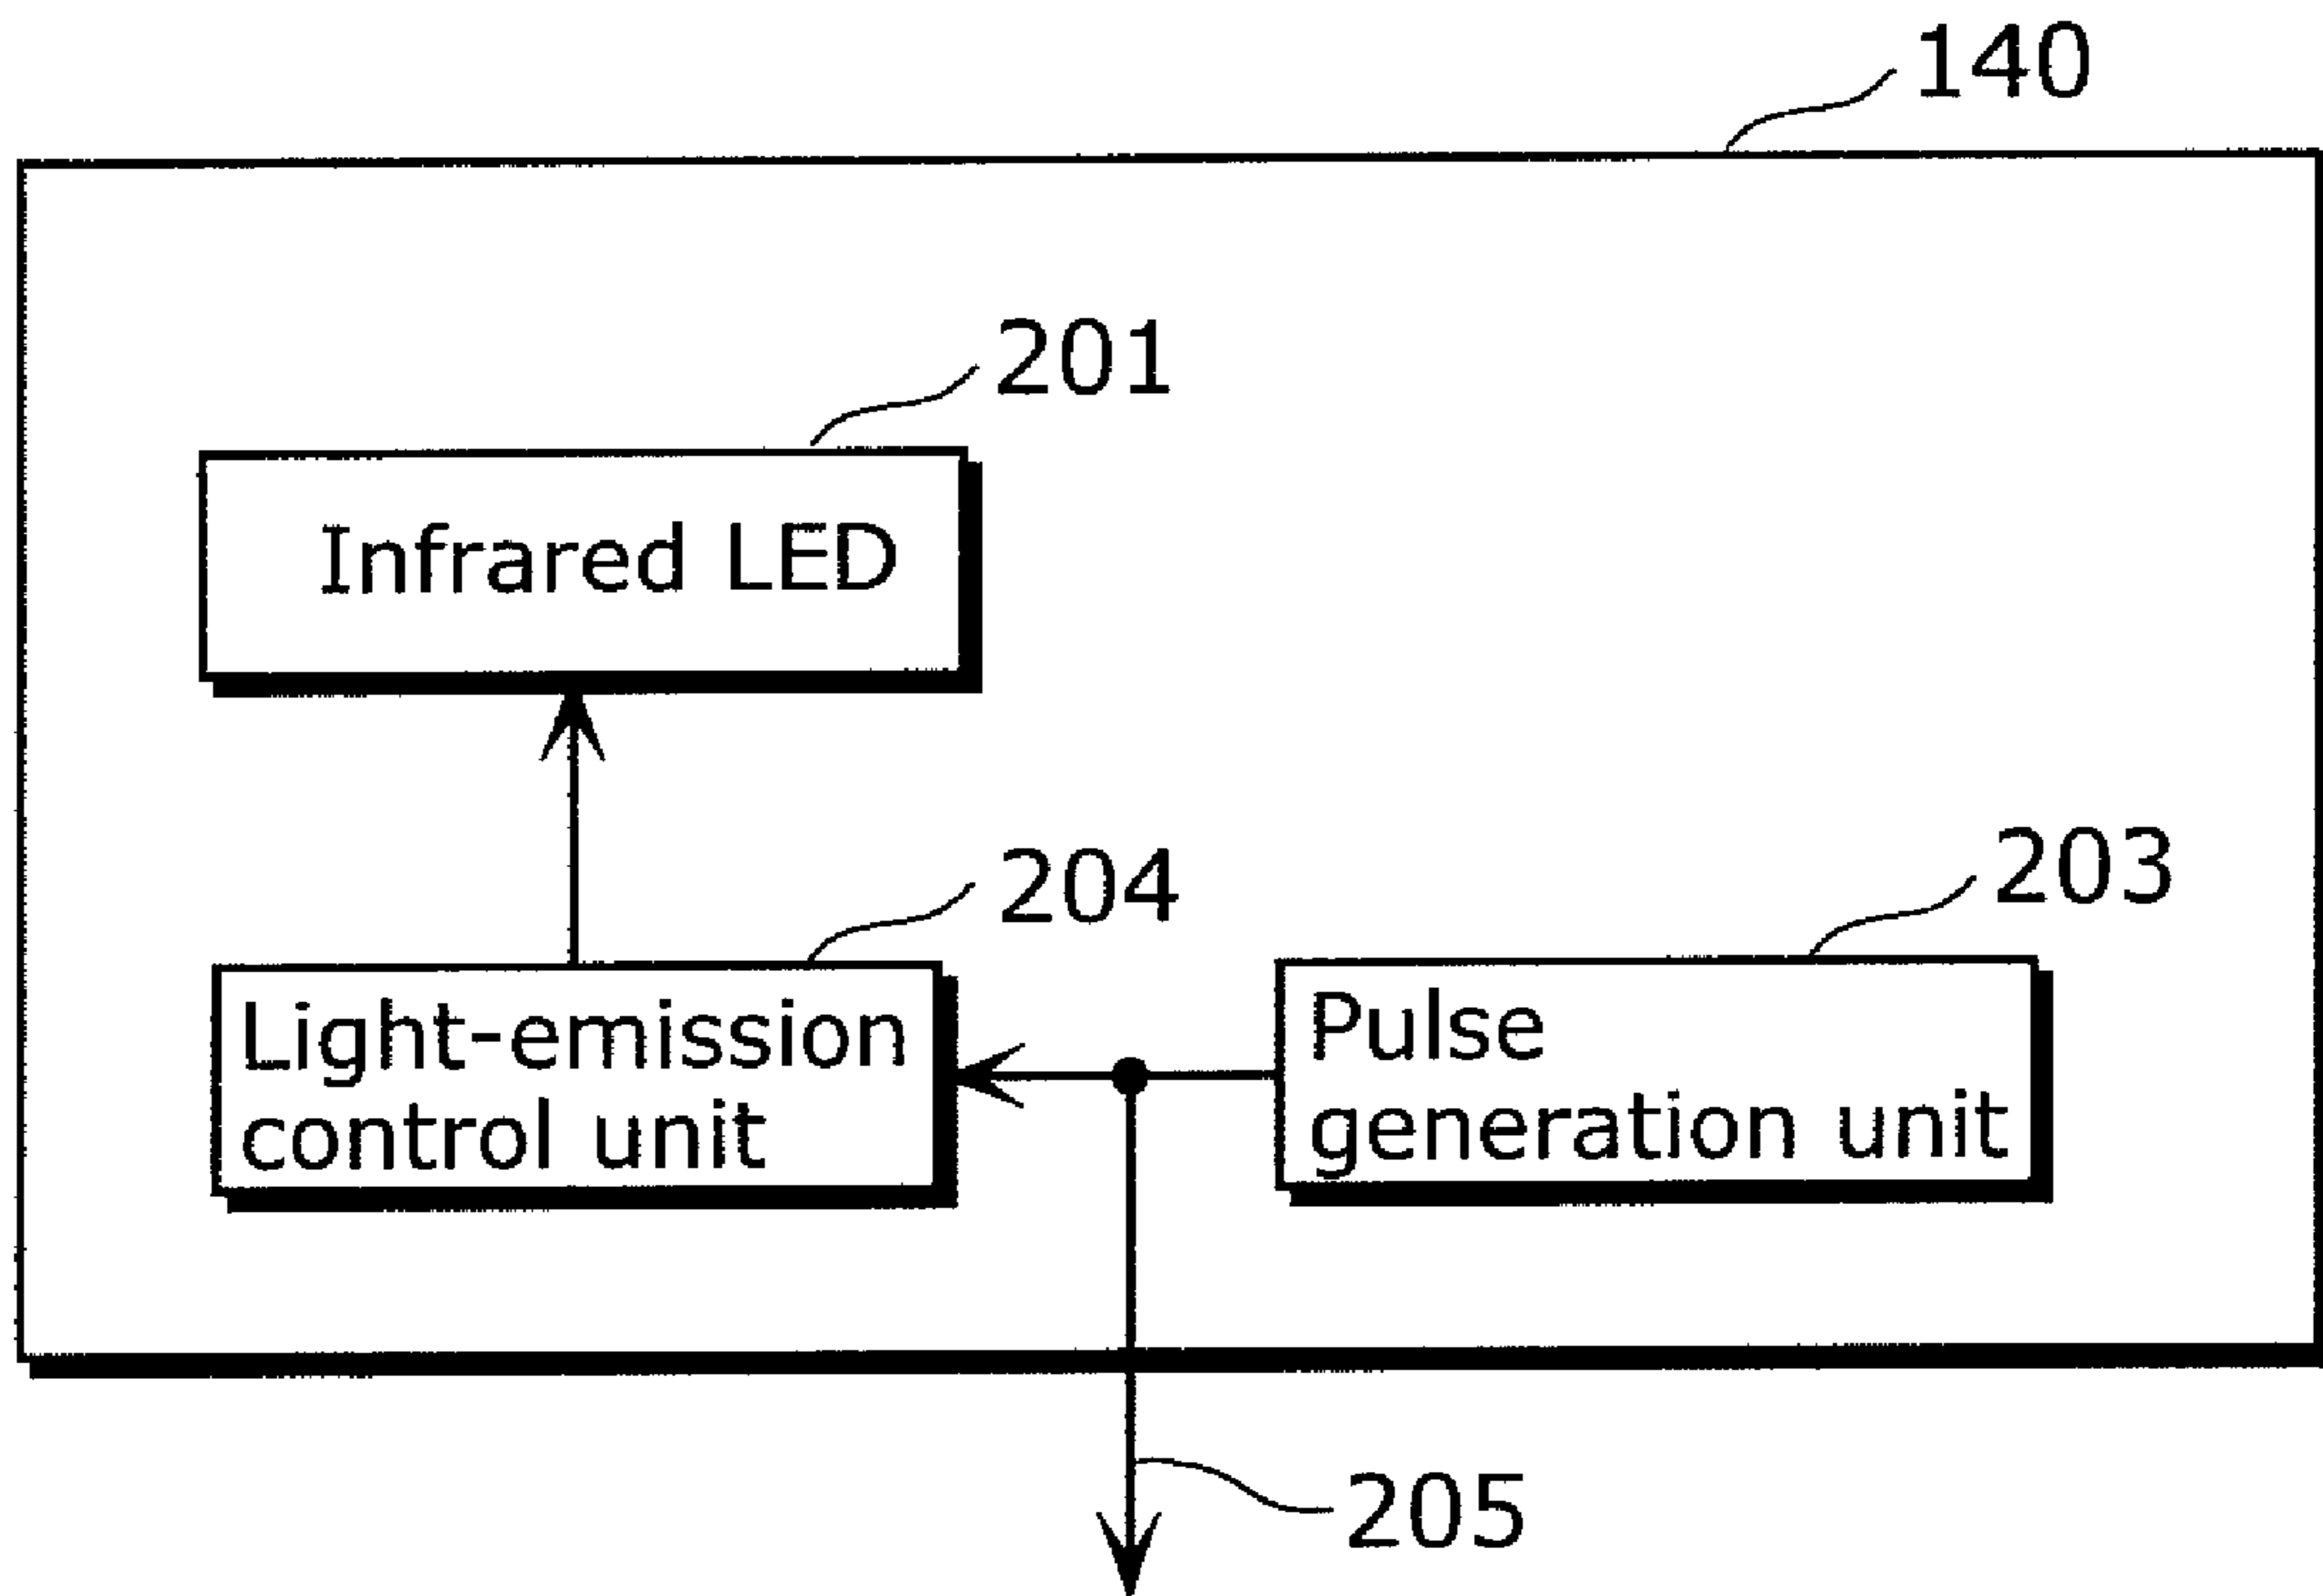 140
201
Infrared LED
204
203
Light-emission
control unit
Pulse
generation unit
205